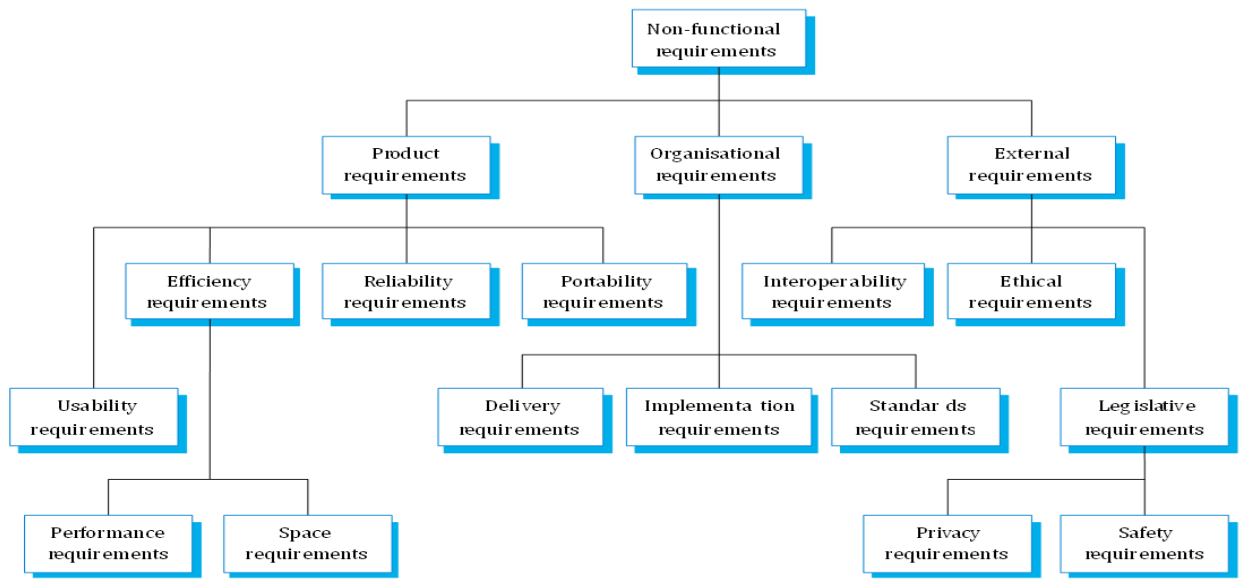 Non-functional
requirements
Product
requirements
Organisational
requirements
External
requirements
Efficiency
requirements
Reliability
requirements
Portability
requirements
Interoperability
requirements
Ethical
requirements
Usability
requirements
Delivery
requirements
Implementa tion
requirements
Standar ds
requirements
Legislative
requirements
Performance
requirements
Space
requirements
Privacy
requirements
Safety
requirements